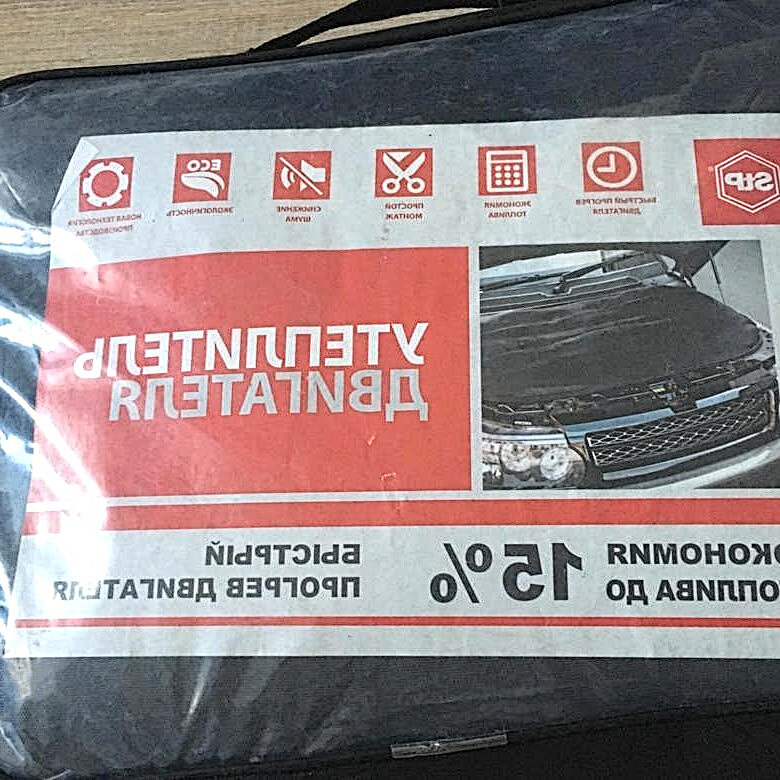 StP
БЫСТРЫЙ ПРОГРЕВ
ДВИГАТЕЛЯ
ЭКОНОМИЯ
ТОПЛИВА
ПРОСТОЙ
МОНТАЖ
СНИЖЕНИЕ
ШУМА
ECO
ЭКОЛОГИЧНОСТЬ
НОВАЯ ТЕХНОЛОГИЯ
ПРОИЗВОДСТВА
УТЕПЛИТЕЛЬ
ДВИГАТЕЛЯ
ЭКОНОМИЯ
ТОПЛИВА ДО
15%
БЫСТРЫЙ
ПРОГРЕВ ДВИГАТЕЛЯ